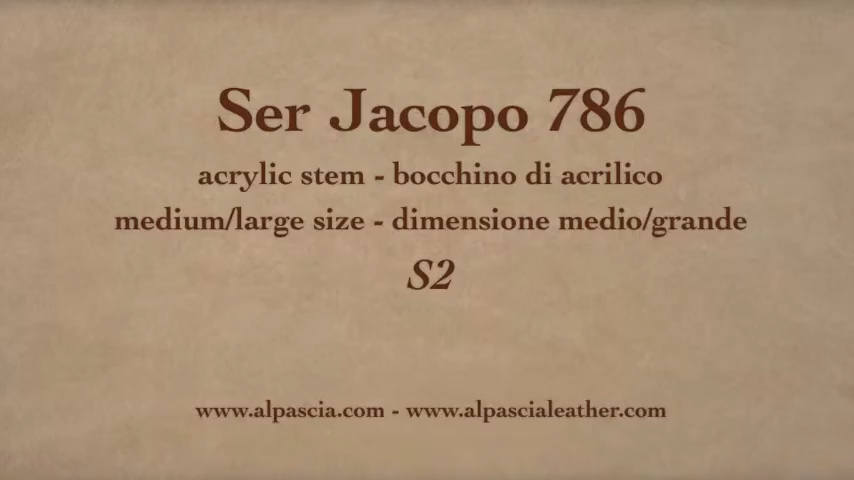 Ser Jacopo 786
acrylic stem - bocchino di acrilico
medium/large size - dimensione medio/grande
S2
www.alpascia.com - www.alpascialeather.com